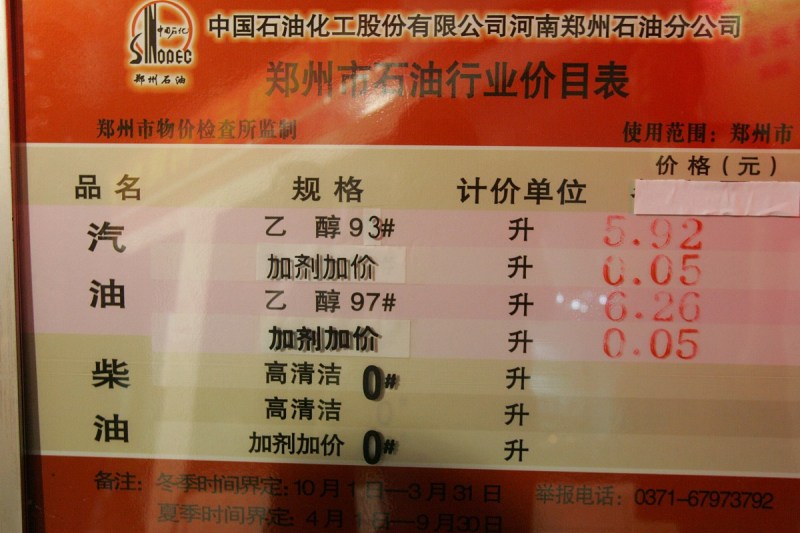 中国石化
SINOPEC
郑州石油
中国石油化工股份有限公司河南郑州石油分公司
郑州市石油行业价目表
郑州市物价检查所监制 使用范围：郑州市
品名 规格 计价单位 价格（元）
汽油 乙 醇 93# 升 5.92
加剂加价 升 0.05
乙 醇 97# 升 6.26
加剂加价 升 0.05
柴油 高清洁 0# 升
高清洁 升
加剂加价 0# 升
备注：冬季时间界定：10月1日—3月31日 举报电话：0371-67973792
夏季时间界定：4月1日—9月30日